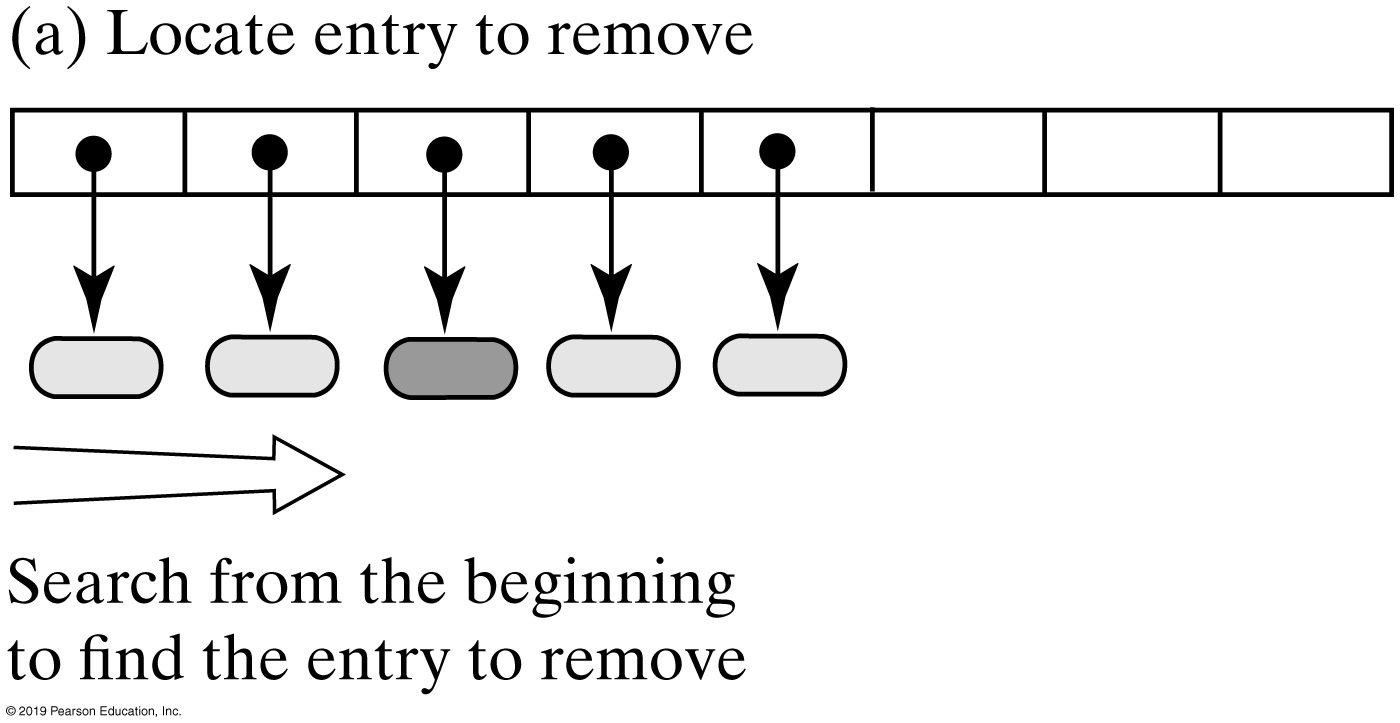 (a) Locate entry to remove
Search from the beginning
to find the entry to remove
© 2019 Pearson Education, Inc.